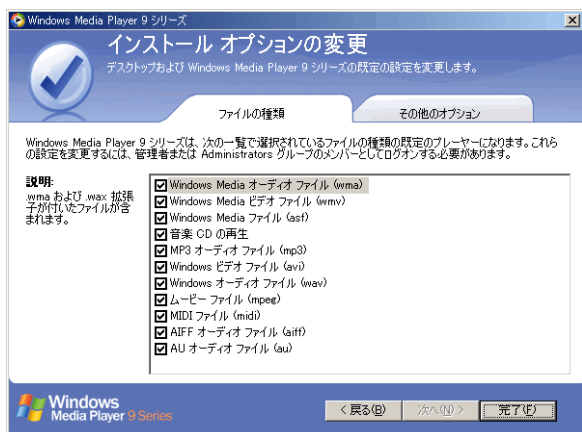 Windows Media Player 9 シリーズ
インストール オプションの変更
デスクトップおよび Windows Media Player 9 シリーズの既定の設定を変更します。
ファイルの種類
その他のオプション
Windows Media Player 9 シリーズは、次の一覧で選択されているファイルの種類の既定のプレーヤーになります。これら
の設定を変更するには、管理者または Administrators グループのメンバーとしてログオンする必要があります。
説明:
.wma および .wax 拡張
子が付いたファイルが含
まれます。
Windows Media オーディオ ファイル (wma)
Windows Media ビデオ ファイル (wmv)
Windows Media ファイル (asf)
音楽 CD の再生
MP3 オーディオ ファイル (mp3)
Windows ビデオ ファイル (avi)
Windows オーディオ ファイル (wav)
ムービー ファイル (mpeg)
MIDI ファイル (midi)
AIFF オーディオ ファイル (aiff)
AU オーディオ ファイル (au)
Windows
Media Player 9 Series
< 戻る(B)
次へ(N) >
完了(F)